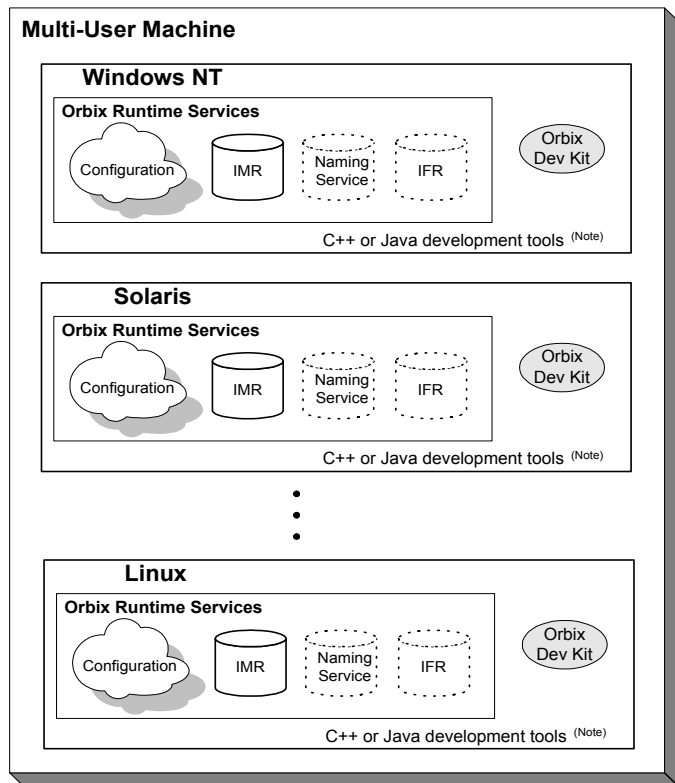 Multi-User Machine
Windows NT
Orbix Runtime Services
Configuration
IMR
Naming
Service
IFR
Orbix
Dev Kit
C++ or Java development tools (Note)
Solaris
Orbix Runtime Services
Configuration
IMR
Naming
Service
IFR
Orbix
Dev Kit
C++ or Java development tools (Note)
Linux
Orbix Runtime Services
Configuration
IMR
Naming
Service
IFR
Orbix
Dev Kit
C++ or Java development tools (Note)